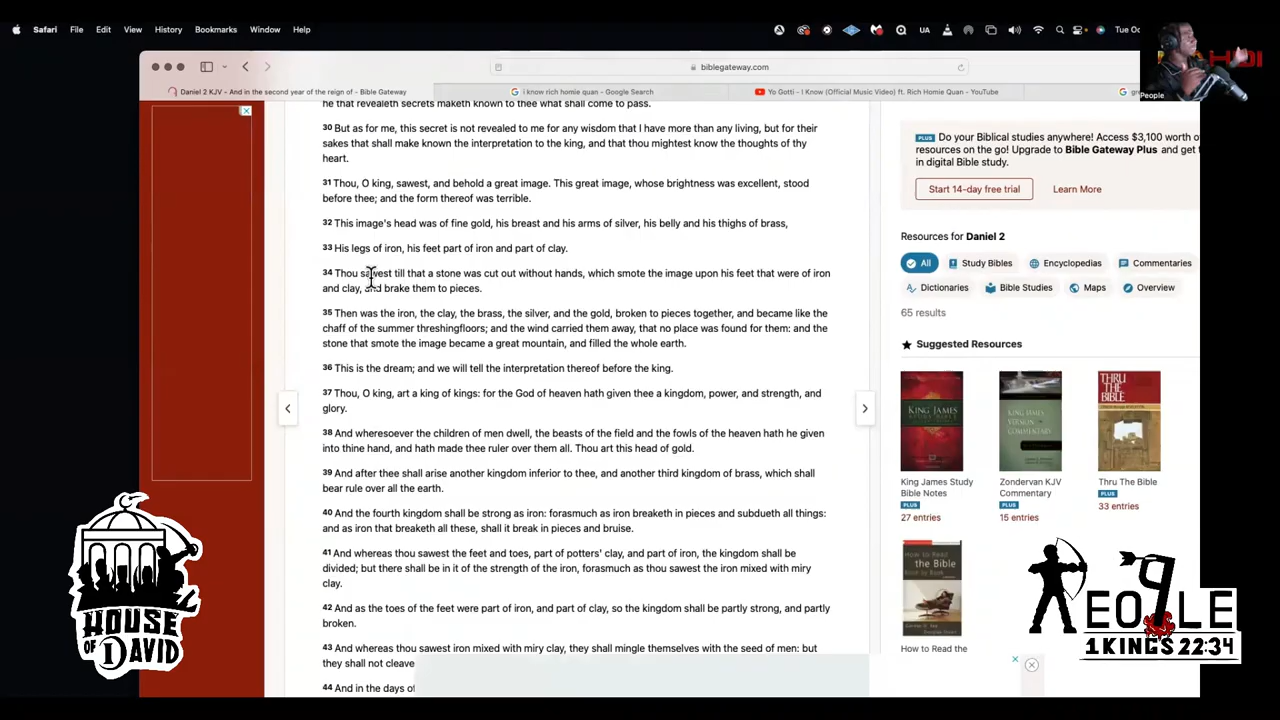 Safari File Edit View History Bookmarks Window Help
UA
Tue Oc
biblegateway.com
Daniel 2 KJV - And in the second year of the reign of - Bible Gateway
i know rich homie quan - Google Search
Yo Gotti - I Know (Official Music Video) ft. Rich Homie Quan - YouTube
People
he that revealeth secrets maketh known to thee what shall come to pass.
30 But as for me, this secret is not revealed to me for any wisdom that I have more than any living, but for their
sakes that shall make known the interpretation to the king, and that thou mightest know the thoughts of thy
heart.
31 Thou, O king, sawest, and behold a great image. This great image, whose brightness was excellent, stood
before thee; and the form thereof was terrible.
32 This image's head was of fine gold, his breast and his arms of silver, his belly and his thighs of brass,
33 His legs of iron, his feet part of iron and part of clay.
34 Thou sawest till that a stone was cut out without hands, which smote the image upon his feet that were of iron
and clay, and brake them to pieces.
35 Then was the iron, the clay, the brass, the silver, and the gold, broken to pieces together, and became like the
chaff of the summer threshingfloors; and the wind carried them away, that no place was found for them: and the
stone that smote the image became a great mountain, and filled the whole earth.
36 This is the dream; and we will tell the interpretation thereof before the king.
37 Thou, O king, art a king of kings: for the God of heaven hath given thee a kingdom, power, and strength, and
glory.
38 And wheresoever the children of men dwell, the beasts of the field and the fowls of the heaven hath he given
into thine hand, and hath made thee ruler over them all. Thou art this head of gold.
39 And after thee shall arise another kingdom inferior to thee, and another third kingdom of brass, which shall
bear rule over all the earth.
40 And the fourth kingdom shall be strong as iron: forasmuch as iron breaketh in pieces and subdueth all things:
and as iron that breaketh all these, shall it break in pieces and bruise.
41 And whereas thou sawest the feet and toes, part of potters' clay, and part of iron, the kingdom shall be
divided; but there shall be in it of the strength of the iron, forasmuch as thou sawest the iron mixed with miry
clay.
42 And as the toes of the feet were part of iron, and part of clay, so the kingdom shall be partly strong, and partly
broken.
43 And whereas thou sawest iron mixed with miry clay, they shall mingle themselves with the seed of men: but
they shall not cleave
44 And in the days of
PLUS Do your Biblical studies anywhere! Access $3,100 worth of
resources on the go! Upgrade to Bible Gateway Plus and get
in digital Bible study.
Start 14-day free trial
Learn More
Resources for Daniel 2
All Study Bibles Encyclopedias Commentaries
Dictionaries Bible Studies Maps Overview
65 results
Suggested Resources
KING JAMES
THRU
THE
BIBLE
King James Study
Bible Notes
PLUS
27 entries
Zondervan KJV
Commentary
PLUS
15 entries
Thru The Bible
PLUS
33 entries
How to Read
the Bible
How to Read the
HOUSE
OF DAVID
1 KINGS 22:34